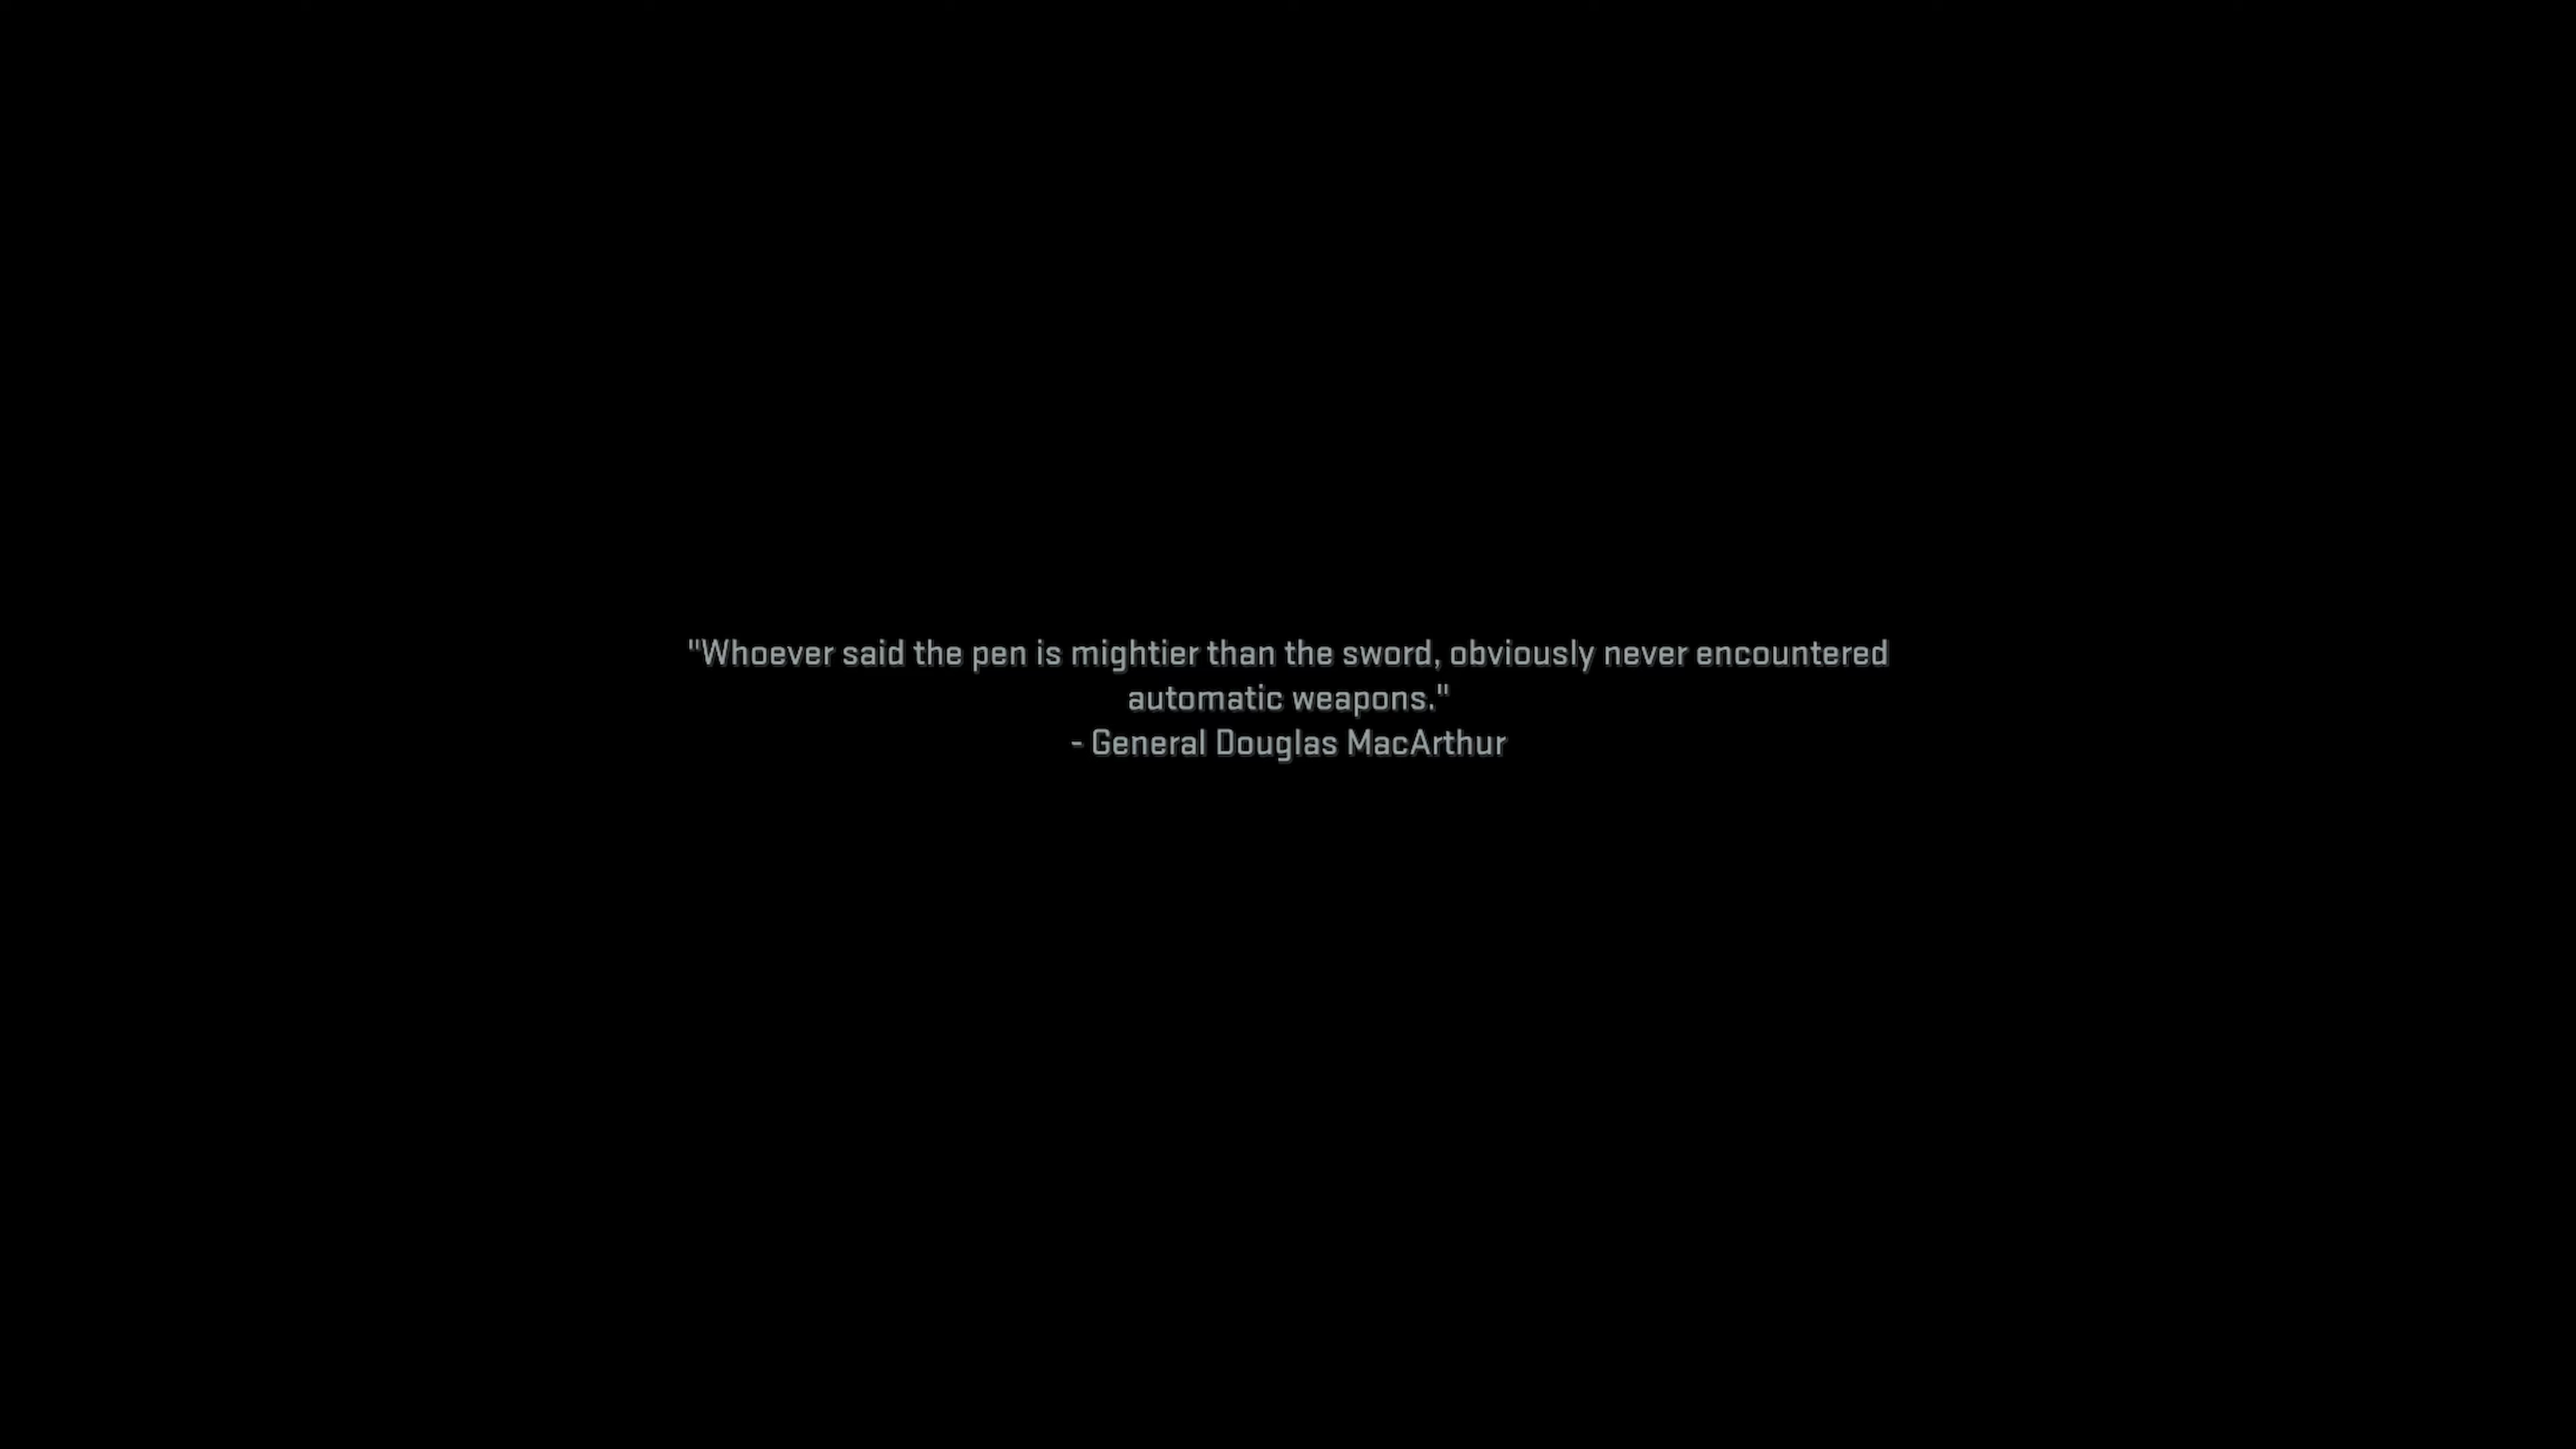 "Whoever said the pen is mightier than the sword, obviously never encountered
automatic weapons."
- General Douglas MacArthur